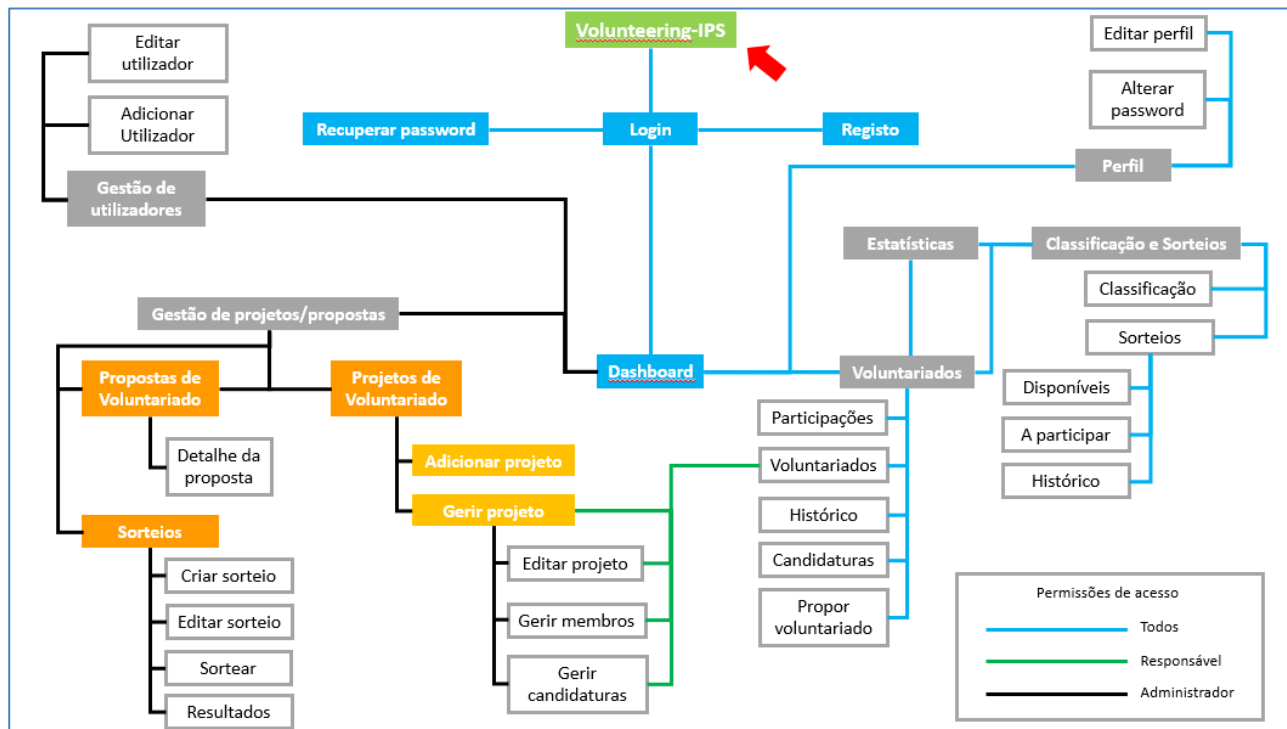 Volunteering-IPS
Editar
utilizador
Editar perfil
Adicionar
Utilizador
Alterar
password
Recuperar password
Login
Registo
Perfil
Gestão de
utilizadores
Estatísticas
Classificação e Sorteios
Classificação
Gestão de projetos/propostas
Sorteios
Propostas de
Voluntariado
Projetos de
Voluntariado
Dashboard
Voluntariados
Disponíveis
Participações
A participar
Detalhe da
proposta
Adicionar projeto
Voluntariados
Histórico
Gerir projeto
Histórico
Sorteios
Editar projeto
Candidaturas
Criar sorteio
Propor
voluntariado
Editar sorteio
Gerir membros
Sortear
Gerir
candidaturas
Resultados
Permissões de acesso
Todos
Responsável
Administrador